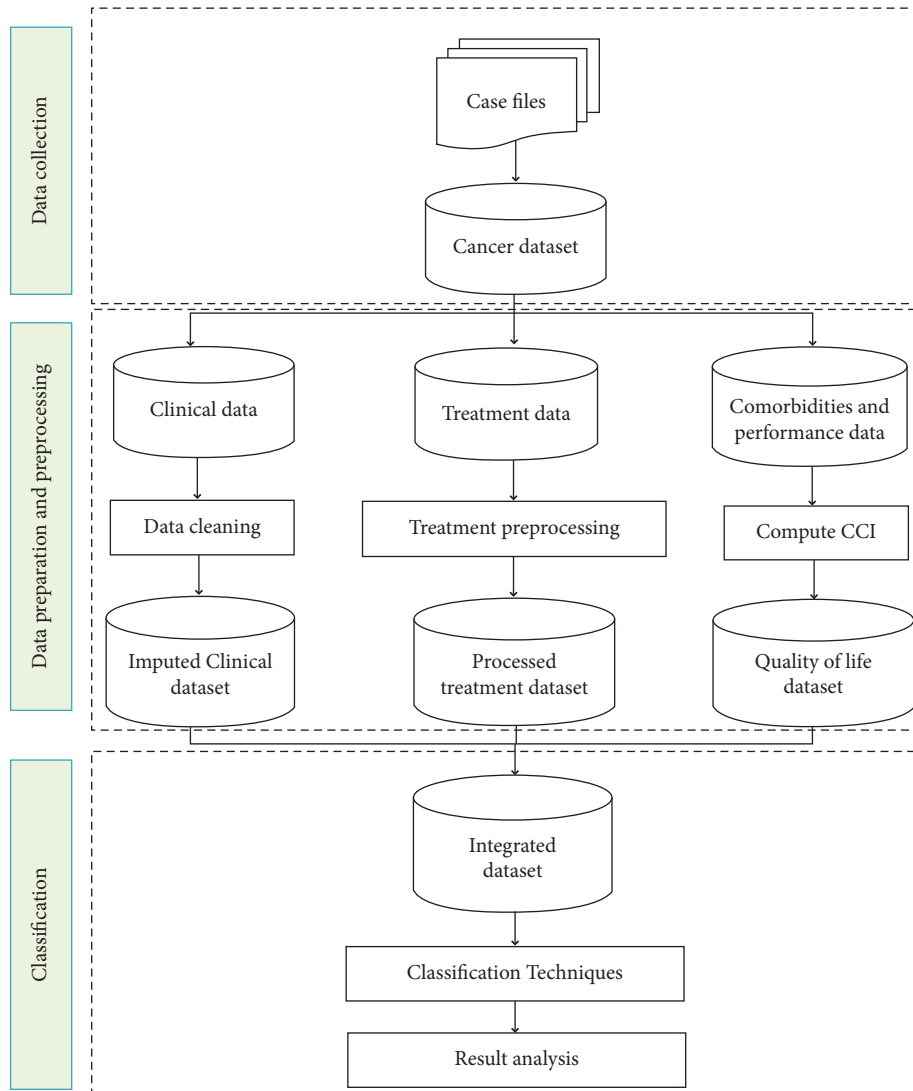 Data collection
Case files
Cancer dataset
Data preparation and preprocessing
Clinical data
Treatment data
Comorbidities and
performance data
Data cleaning
Treatment preprocessing
Compute CCI
Imputed Clinical
dataset
Processed
treatment dataset
Quality of life
dataset
Classification
Integrated
dataset
Classification Techniques
Result analysis